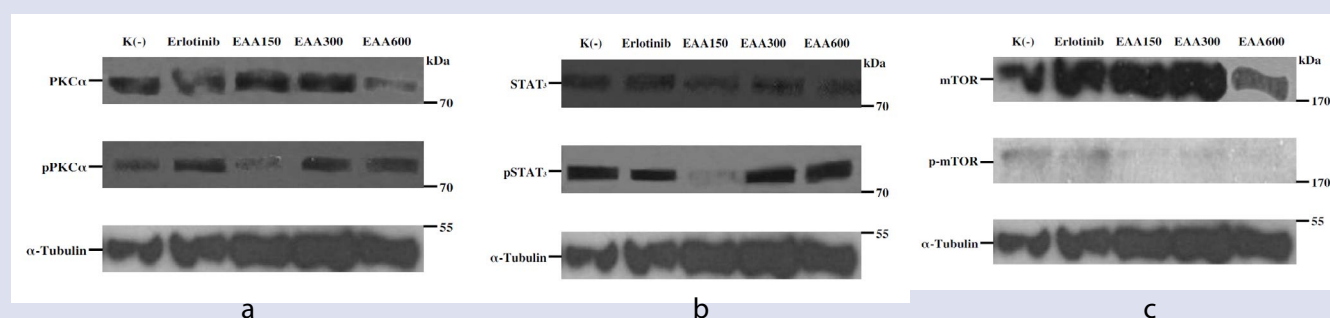 K(-) Erlotinib EAA150 EAA300 EAA600
kDa
PKCα
70
pPKCα
70
55
α-Tubulin
a
K(-) Erlotinib EAA150 EAA300 EAA600
kDa
STAT₃
70
pSTAT₃
70
55
α-Tubulin
b
K(-) Erlotinib EAA150 EAA300 EAA600
kDa
mTOR
170
p-mTOR
170
55
α-Tubulin
c